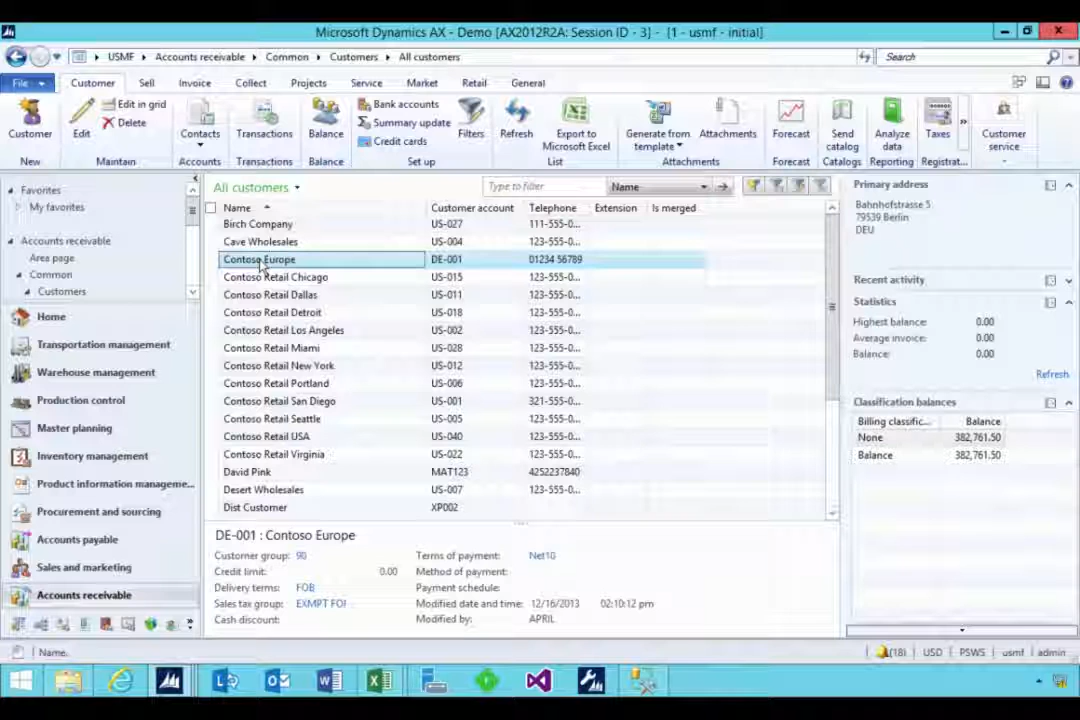 Microsoft Dynamics AX - Demo [AX2012R2A: Session ID - 3] - [1 - usmf - initial]
USMF Accounts receivable Common Customers All customers Search
File Customer Sell Invoice Collect Projects Service Market Retail General
Customer
New
Edit
Edit in grid
Delete
Maintain
Contacts
Accounts
Transactions
Transactions
Balance
Balance
Bank accounts
Summary update
Credit cards
Filters
Set up
Refresh
Export to
Microsoft Excel
List
Generate from
template
Attachments
Attachments
Forecast
Forecast
Send
catalog
Catalogs
Analyze
data
Reporting
Taxes
Registrat...
Customer
service
Favorites
My favorites
Accounts receivable
Area page
Common
Customers
Home
Transportation management
Warehouse management
Production control
Master planning
Inventory management
Product information manageme...
Procurement and sourcing
Accounts payable
Sales and marketing
Accounts receivable
All customers
Type to filter Name
Name Customer account Telephone Extension Is merged
Birch Company US-027 111-555-0...
Cave Wholesales US-004 123-555-0...
Contoso Europe DE-001 01234 56789
Contoso Retail Chicago US-015 123-555-0...
Contoso Retail Dallas US-011 123-555-0...
Contoso Retail Detroit US-018 123-555-0...
Contoso Retail Los Angeles US-002 123-555-0...
Contoso Retail Miami US-028 123-555-0...
Contoso Retail New York US-012 123-555-0...
Contoso Retail Portland US-006 123-555-0...
Contoso Retail San Diego US-001 321-555-0...
Contoso Retail Seattle US-005 123-555-0...
Contoso Retail USA US-040 123-555-0...
Contoso Retail Virginia US-022 123-555-0...
David Pink MAT123 4252237840
Desert Wholesales US-007 123-555-0...
Dist Customer XP002
DE-001 : Contoso Europe
Customer group: 90 Terms of payment: Net10
Credit limit: 0.00 Method of payment:
Delivery terms: FOB Payment schedule:
Sales tax group: EXMPT FOI Modified date and time: 12/16/2013 02:10:12 pm
Cash discount: Modified by: APRIL
Primary address
Bahnhofstrasse 5
79539 Berlin
DEU
Recent activity
Statistics
Highest balance: 0.00
Average invoice: 0.00
Balance: 0.00
Refresh
Classification balances
Billing classific... Balance
None 382,761.50
Balance 382,761.50
Name. (18) USD PSWS usmf admin